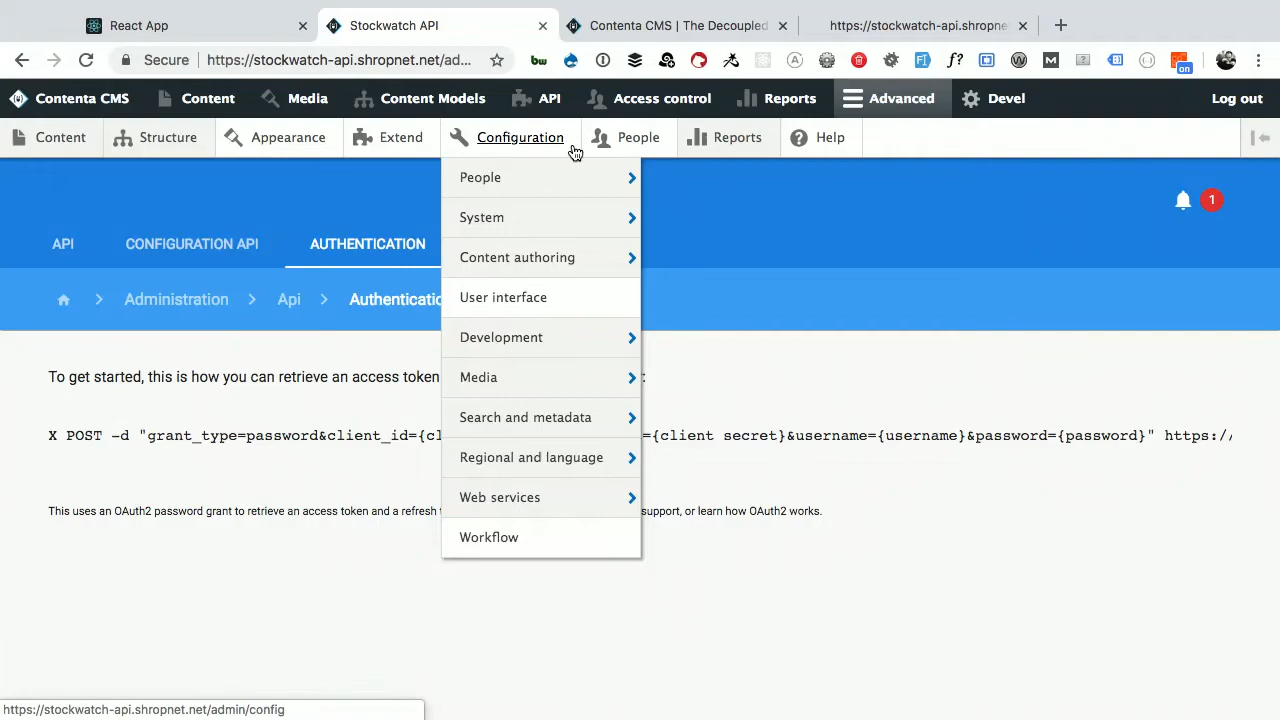 React App
Stockwatch API
Contenta CMS | The Decoupled
https://stockwatch-api.shropne
Secure
https://stockwatch-api.shropnet.net/ad...
on
Contenta CMS
Content
Media
Content Models
API
Access control
Reports
Advanced
Devel
Log out
Content
Structure
Appearance
Extend
Configuration
People
Reports
Help
People
System
Content authoring
User interface
Development
Media
Search and metadata
Regional and language
Web services
Workflow
1
API
CONFIGURATION API
AUTHENTICATION
Administration
Api
Authenticatio
To get started, this is how you can retrieve an access token :
X POST -d "grant_type=password&client_id={cl ={client secret}&username={username}&password={password}" https:/
This uses an OAuth2 password grant to retrieve an access token and a refresh t support, or learn how OAuth2 works.
https://stockwatch-api.shropnet.net/admin/config